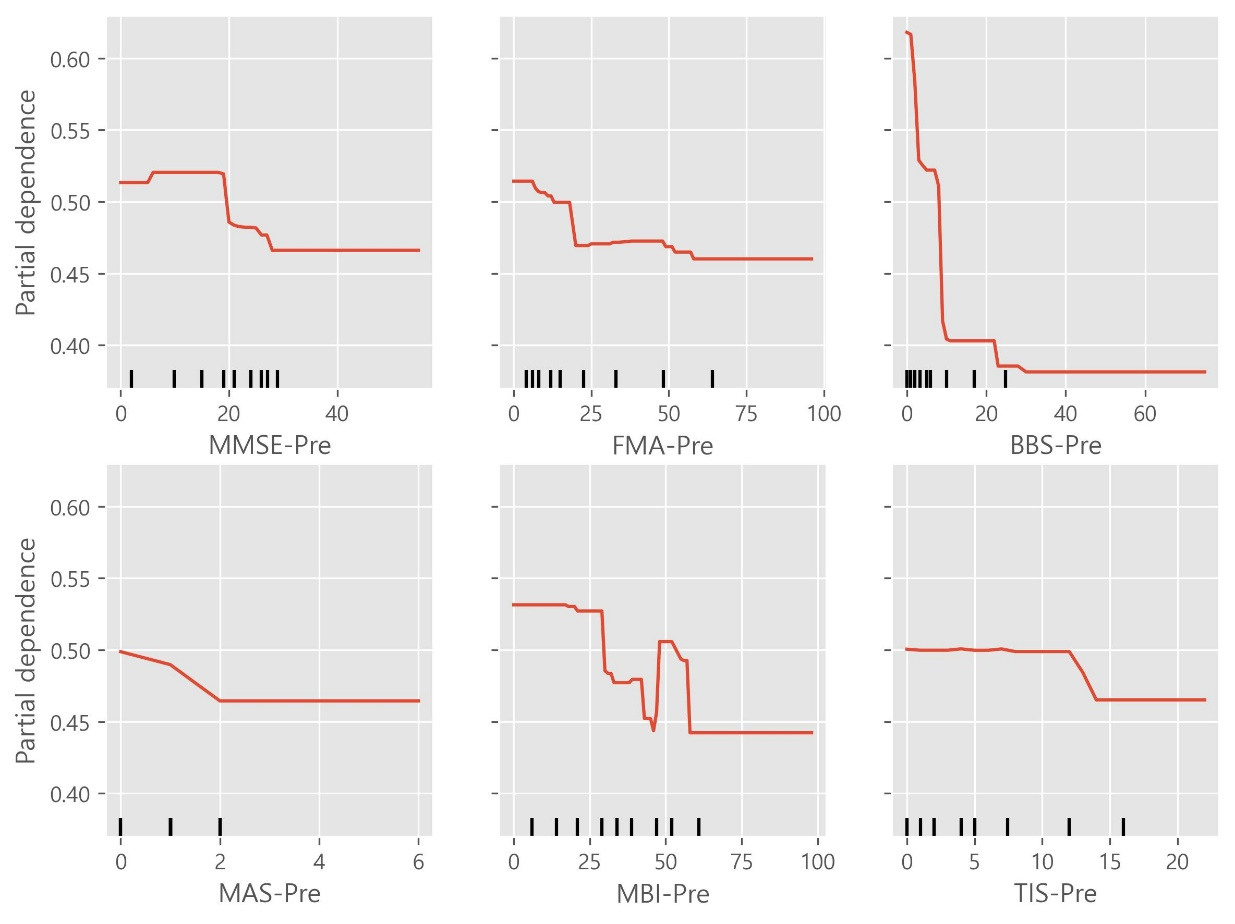 0.60
0.55
0.50
0.45
0.40
Partial dependence
0 20 40
MMSE-Pre
0 25 50 75 100
FMA-Pre
0 20 40 60
BBS-Pre
0.60
0.55
0.50
0.45
0.40
Partial dependence
0 2 4 6
MAS-Pre
0 25 50 75 100
MBI-Pre
0 5 10 15 20
TIS-Pre